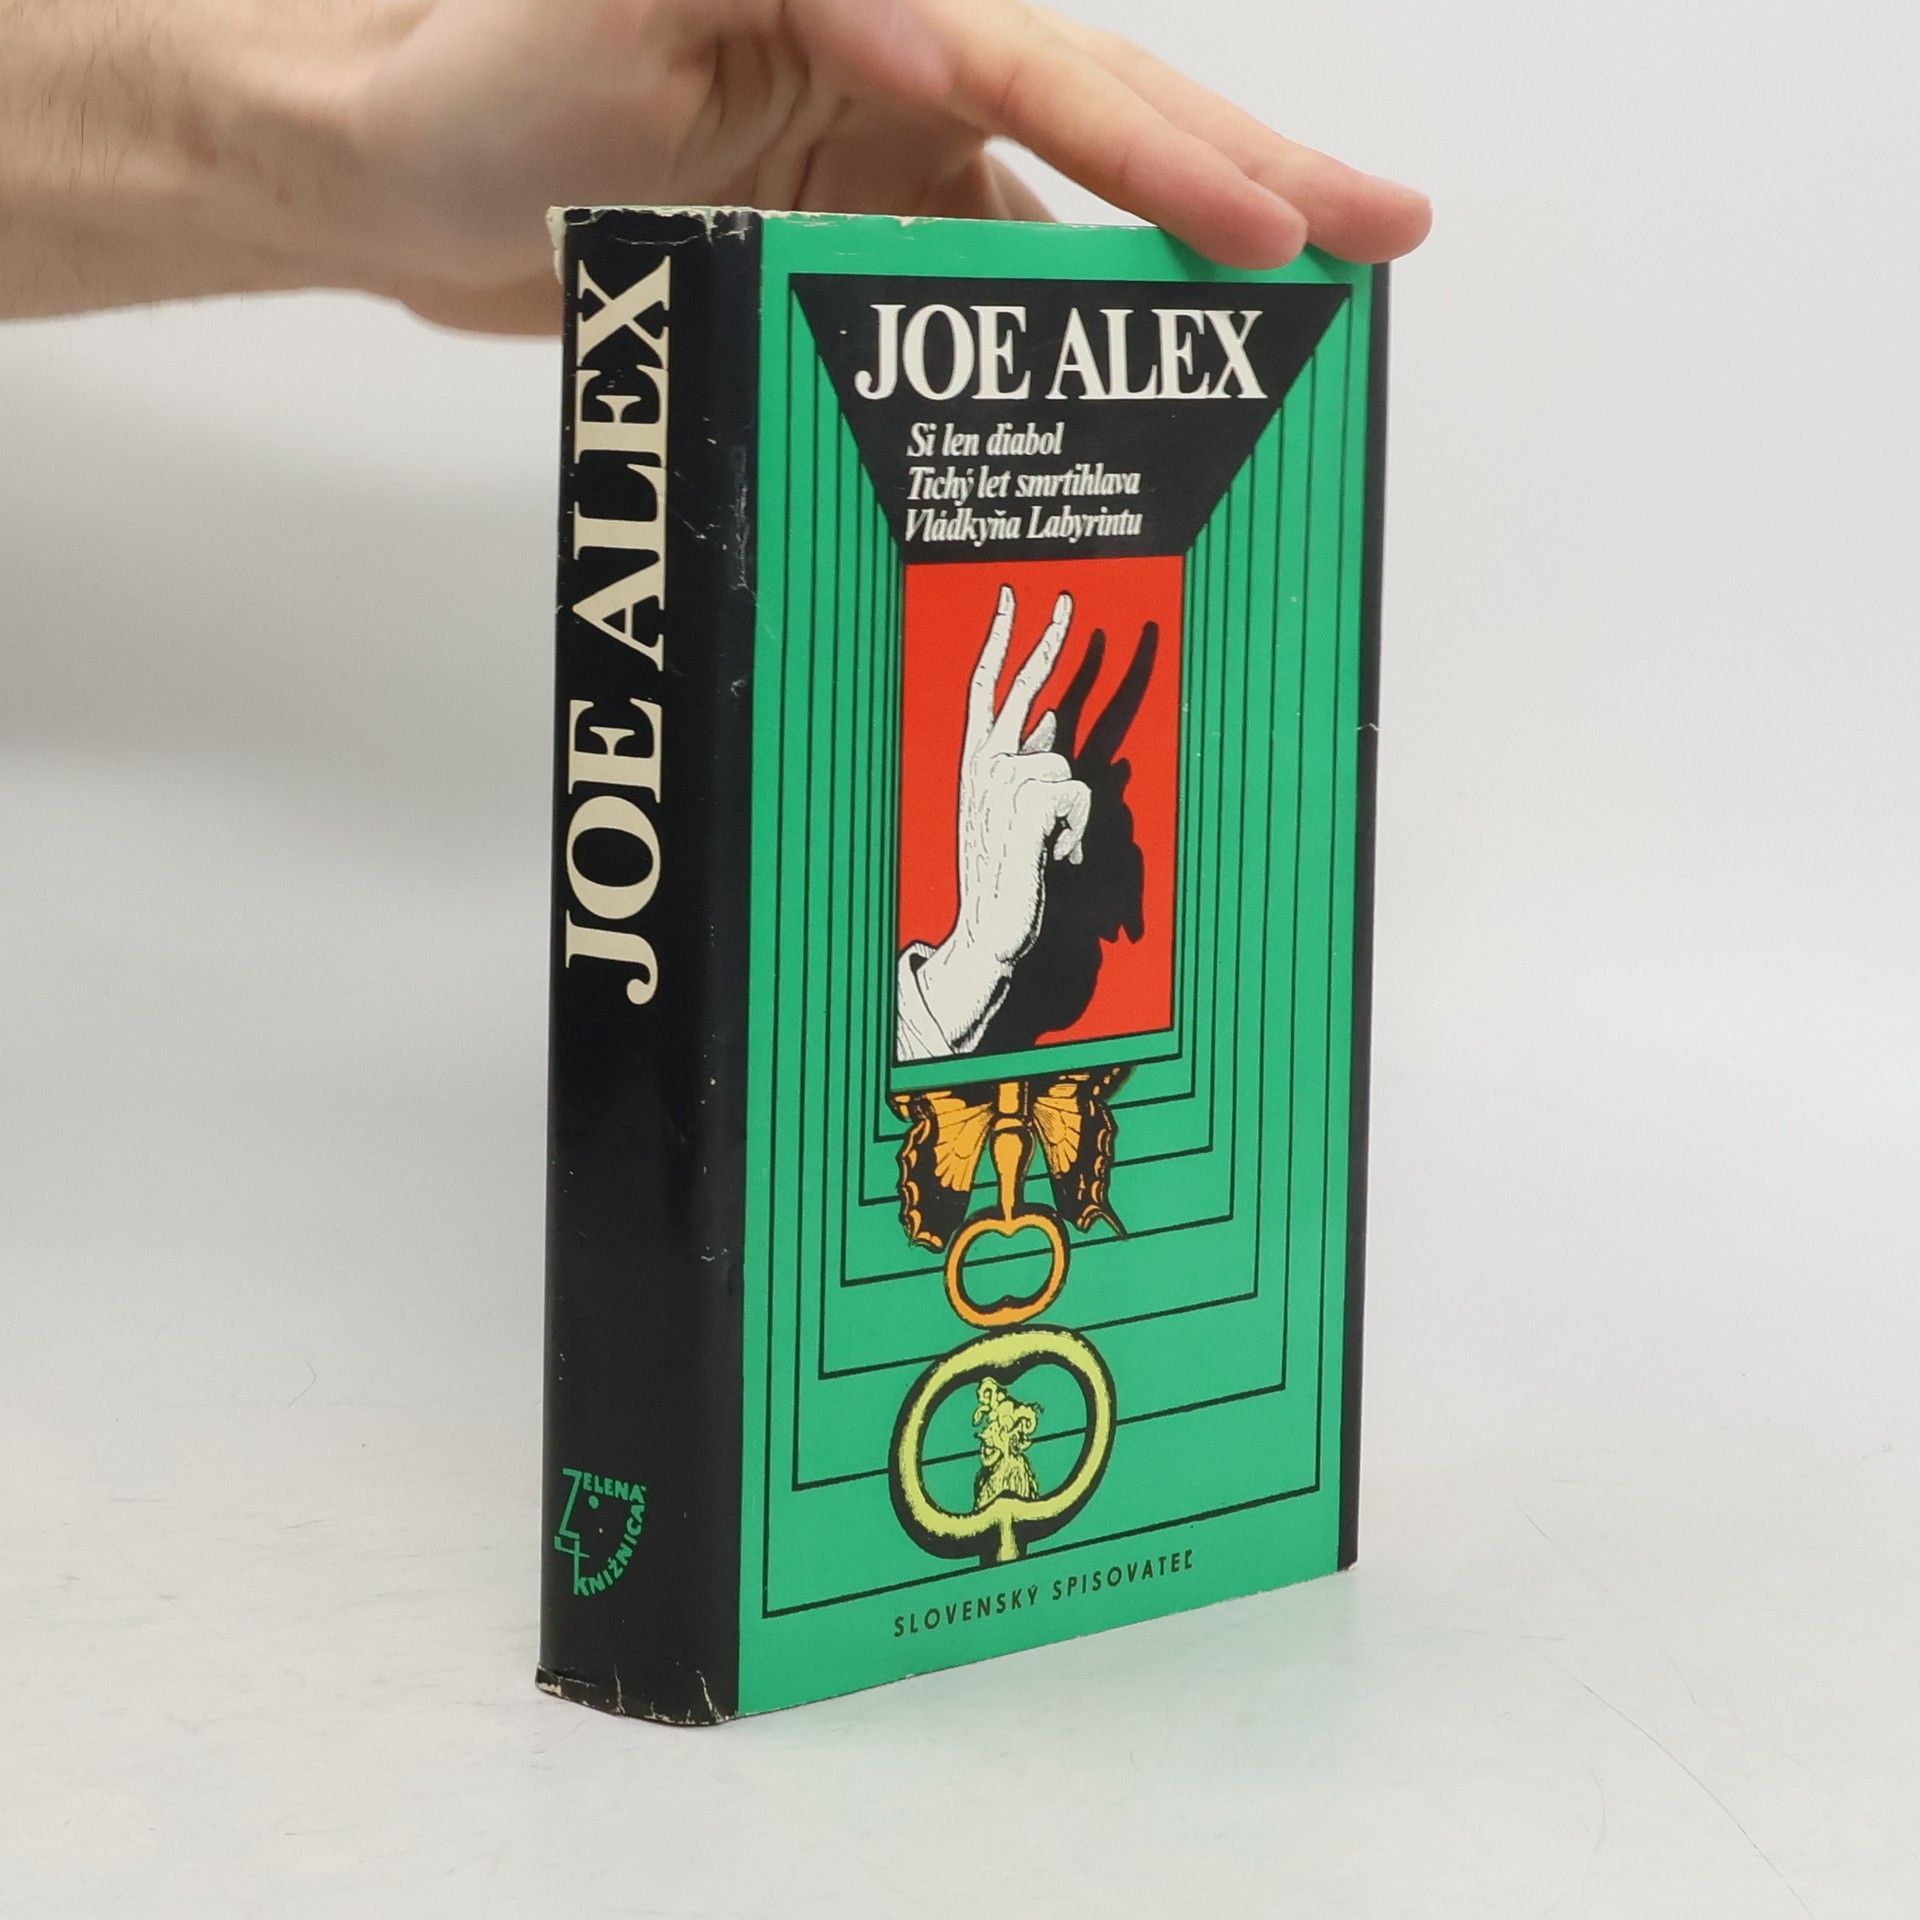 JOE ALEX
ZELENÁ
KNIŽNICA
JOE ALEX
Si len diabol
Tichý let smrtihlava
Vládkyňa Labyrintu
SLOVENSKÝ SPISOVATEĽ